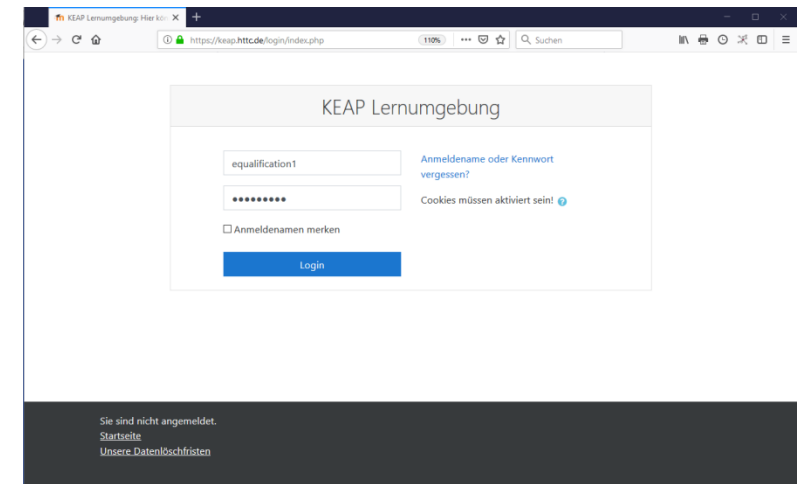 KEAP Lernumgebung: Hier kön
https://keap.httc.de/login/index.php
110%
Suchen
KEAP Lernumgebung
equalification1
Anmeldename oder Kennwort
vergessen?
•••••••••
Cookies müssen aktiviert sein!
Anmeldenamen merken
Login
Sie sind nicht angemeldet.
Startseite
Unsere Datenlöschfristen